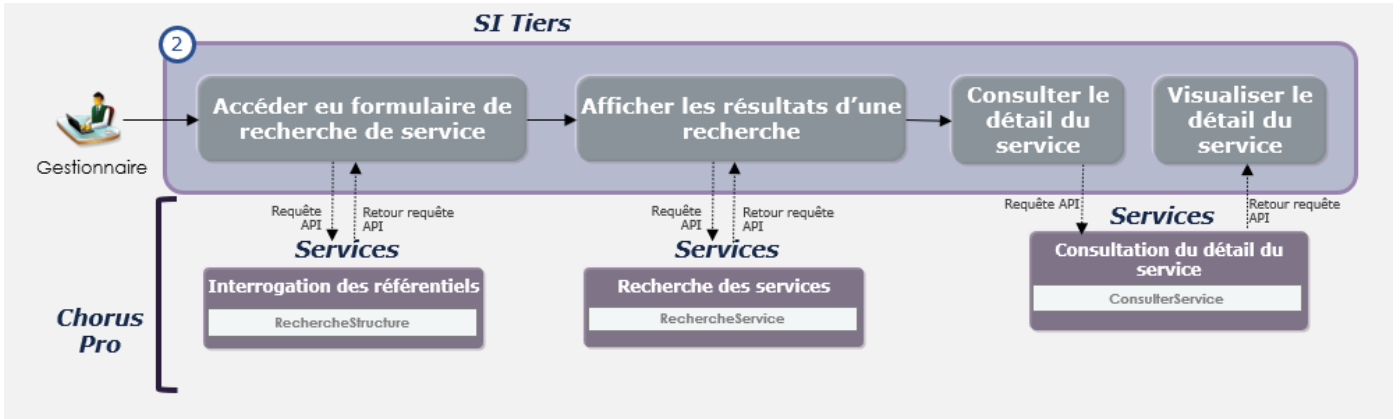 SI Tiers
2
Gestionnaire
Accéder eu formulaire de
recherche de service
Afficher les résultats d'une
recherche
Consulter le
détail du
service
Visualiser le
détail du
service
Requête
API
Retour requête
API
Requête
API
Retour requête
API
Requête API
Retour requête
API
Chorus
Pro
Services
Interrogation des référentiels
RechercheStructure
Services
Recherche des services
RechercheService
Services
Consultation du détail du
service
ConsulterService